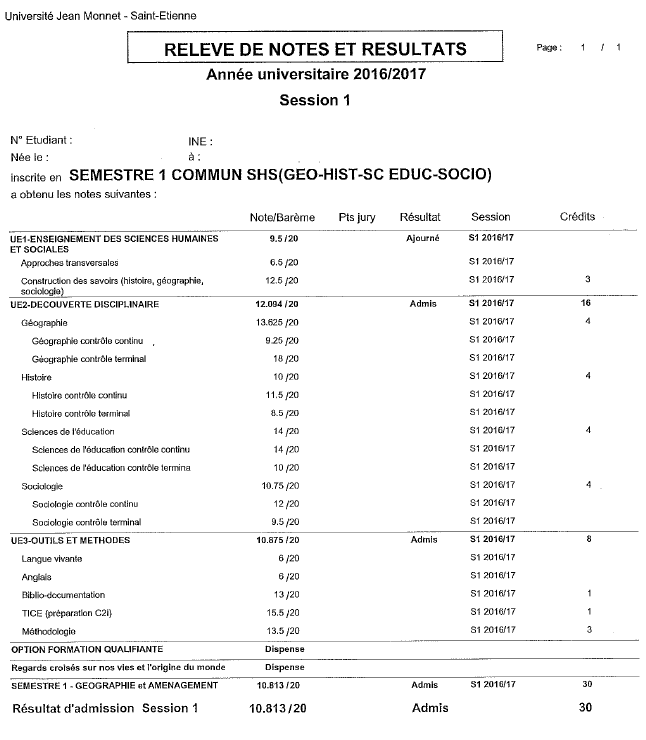 Université Jean Monnet - Saint-Etienne
RELEVE DE NOTES ET RESULTATS
Page : 1 / 1
Année universitaire 2016/2017
Session 1
N° Etudiant : INE :
Née le : à :
inscrite en SEMESTRE 1 COMMUN SHS(GEO-HIST-SC EDUC-SOCIO)
a obtenu les notes suivantes :
Note/Barème Pts jury Résultat Session Crédits
UE1-ENSEIGNEMENT DES SCIENCES HUMAINES 9.5 /20 Ajourné S1 2016/17
ET SOCIALES
Approches transversales 6.5 /20 S1 2016/17
Construction des savoirs (histoire, géographie, 12.5 /20 S1 2016/17 3
sociologie)
UE2-DECOUVERTE DISCIPLINAIRE 12.094 /20 Admis S1 2016/17 16
Géographie 13.625 /20 S1 2016/17 4
Géographie contrôle continu 9.25 /20 S1 2016/17
Géographie contrôle terminal 18 /20 S1 2016/17
Histoire 10 /20 S1 2016/17 4
Histoire contrôle continu 11.5 /20 S1 2016/17
Histoire contrôle terminal 8.5 /20 S1 2016/17
Sciences de l'éducation 14 /20 S1 2016/17 4
Sciences de l'éducation contrôle continu 14 /20 S1 2016/17
Sciences de l'éducation contrôle termina 10 /20 S1 2016/17
Sociologie 10.75 /20 S1 2016/17 4
Sociologie contrôle continu 12 /20 S1 2016/17
Sociologie contrôle terminal 9.5 /20 S1 2016/17
UE3-OUTILS ET METHODES 10.875 /20 Admis S1 2016/17 8
Langue vivante 6 /20 S1 2016/17
Anglais 6 /20 S1 2016/17
Biblio-documentation 13 /20 S1 2016/17 1
TICE (préparation C2i) 15.5 /20 S1 2016/17 1
Méthodologie 13.5 /20 S1 2016/17 3
OPTION FORMATION QUALIFIANTE Dispense
Regards croisés sur nos vies et l'origine du monde Dispense
SEMESTRE 1 - GEOGRAPHIE et AMENAGEMENT 10.813 /20 Admis S1 2016/17 30
Résultat d'admission Session 1 10.813 /20 Admis 30